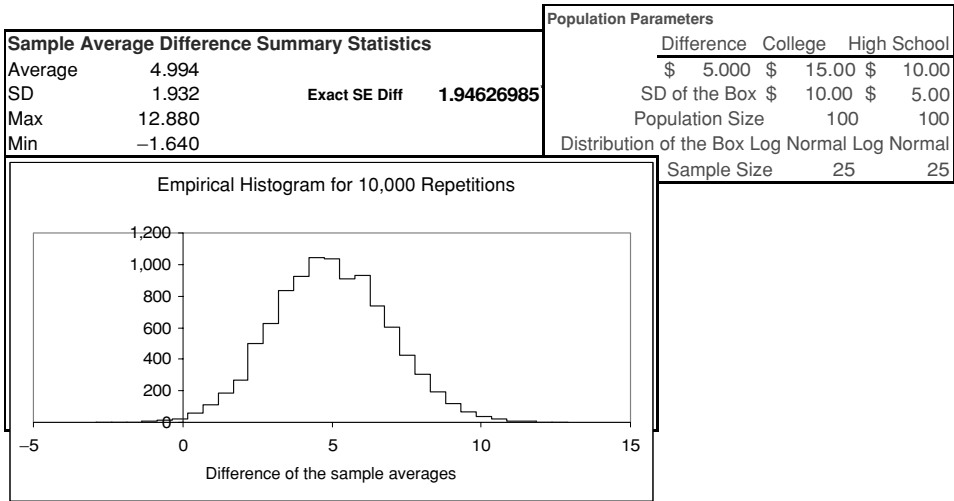 Sample Average Difference Summary Statistics
Average 4.994
SD 1.932 Exact SE Diff 1.94626985
Max 12.880
Min −1.640
Population Parameters
Difference College High School
$ 5.000 $ 15.00 $ 10.00
SD of the Box $ 10.00 $ 5.00
Population Size 100 100
Distribution of the Box Log Normal Log Normal
Sample Size 25 25
Empirical Histogram for 10,000 Repetitions
1,200
1,000
800
600
400
200
0
−5 0 5 10 15
Difference of the sample averages